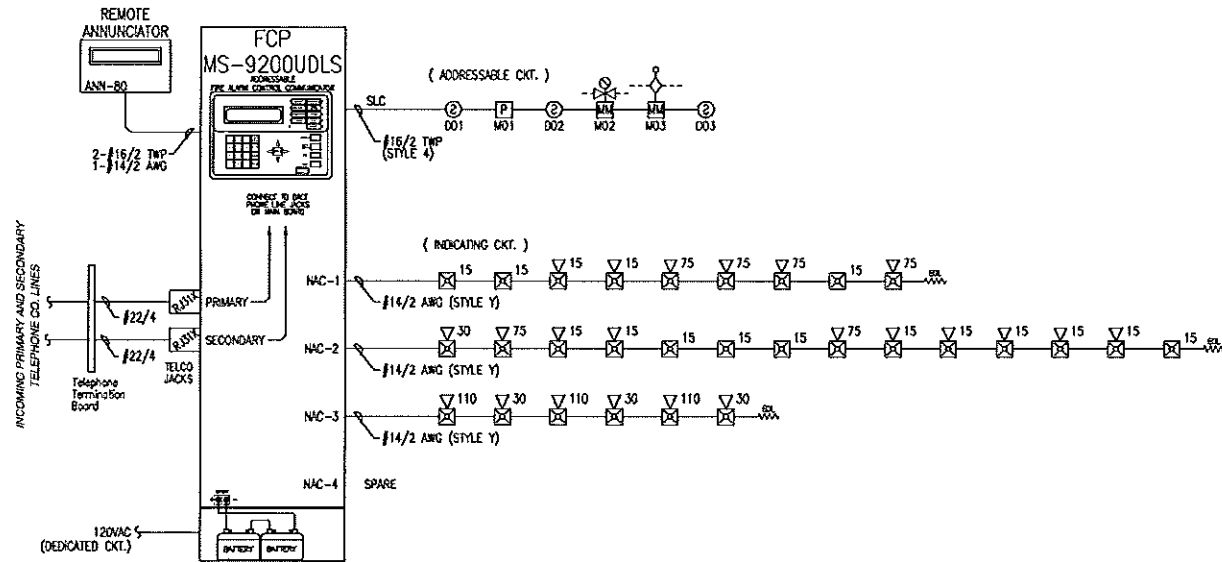 REMOTE
ANNUNCIATOR
ANN-80
2-#16/2 TWP
1-#14/2 AWG
FCP
MS-9200UDLS
ADDRESSABLE
FIRE ALARM CONTROL COMMUNICATOR
CONNECT TO DACT
PHONE LINE JACKS
ON MAIN BOARD
( ADDRESSABLE CKT. )
SLC
#16/2 TWP
(STYLE 4)
2 P 2 MM MM 2
D01 M01 D02 M02 M03 D03
INCOMING PRIMARY AND SECONDARY
TELEPHONE CO. LINES
#22/4
#22/4
Telephone
Termination
Board
RJ31X
PRIMARY
RJ31X
SECONDARY
TELCO
JACKS
( INDICATING CKT. )
NAC-1
15 15 15 15 75 75 75 15 75
EOL
#14/2 AWG (STYLE Y)
NAC-2
30 75 15 15 15 15 15 75 15 15 15 15 15 15
EOL
#14/2 AWG (STYLE Y)
NAC-3
110 30 110 30 110 30
EOL
#14/2 AWG (STYLE Y)
NAC-4
SPARE
120VAC
(DEDICATED CKT.)
BATTERY
BATTERY